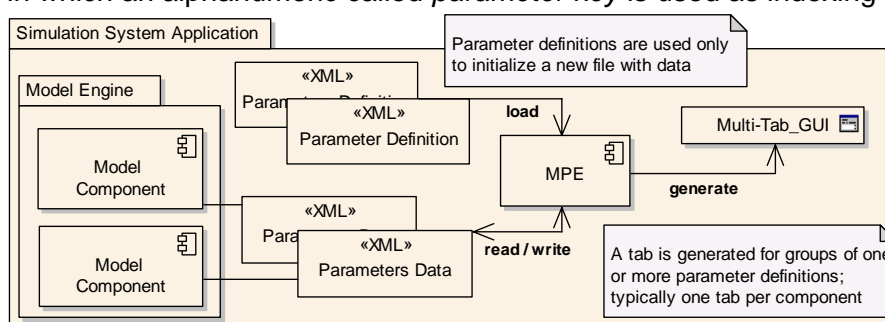 in which an alphanumeric called parameter key is used as indexing
Simulation System Application
Parameter definitions are used only
to initialize a new file with data
«XML»
Model Engine
«XML»
Parameter Definition
load
Multi-Tab_GUI
Model
Component
MPE
generate
«XML»
«XML»
Parameters Data
read / write
Model
Component
A tab is generated for groups of one
or more parameter definitions;
typically one tab per component